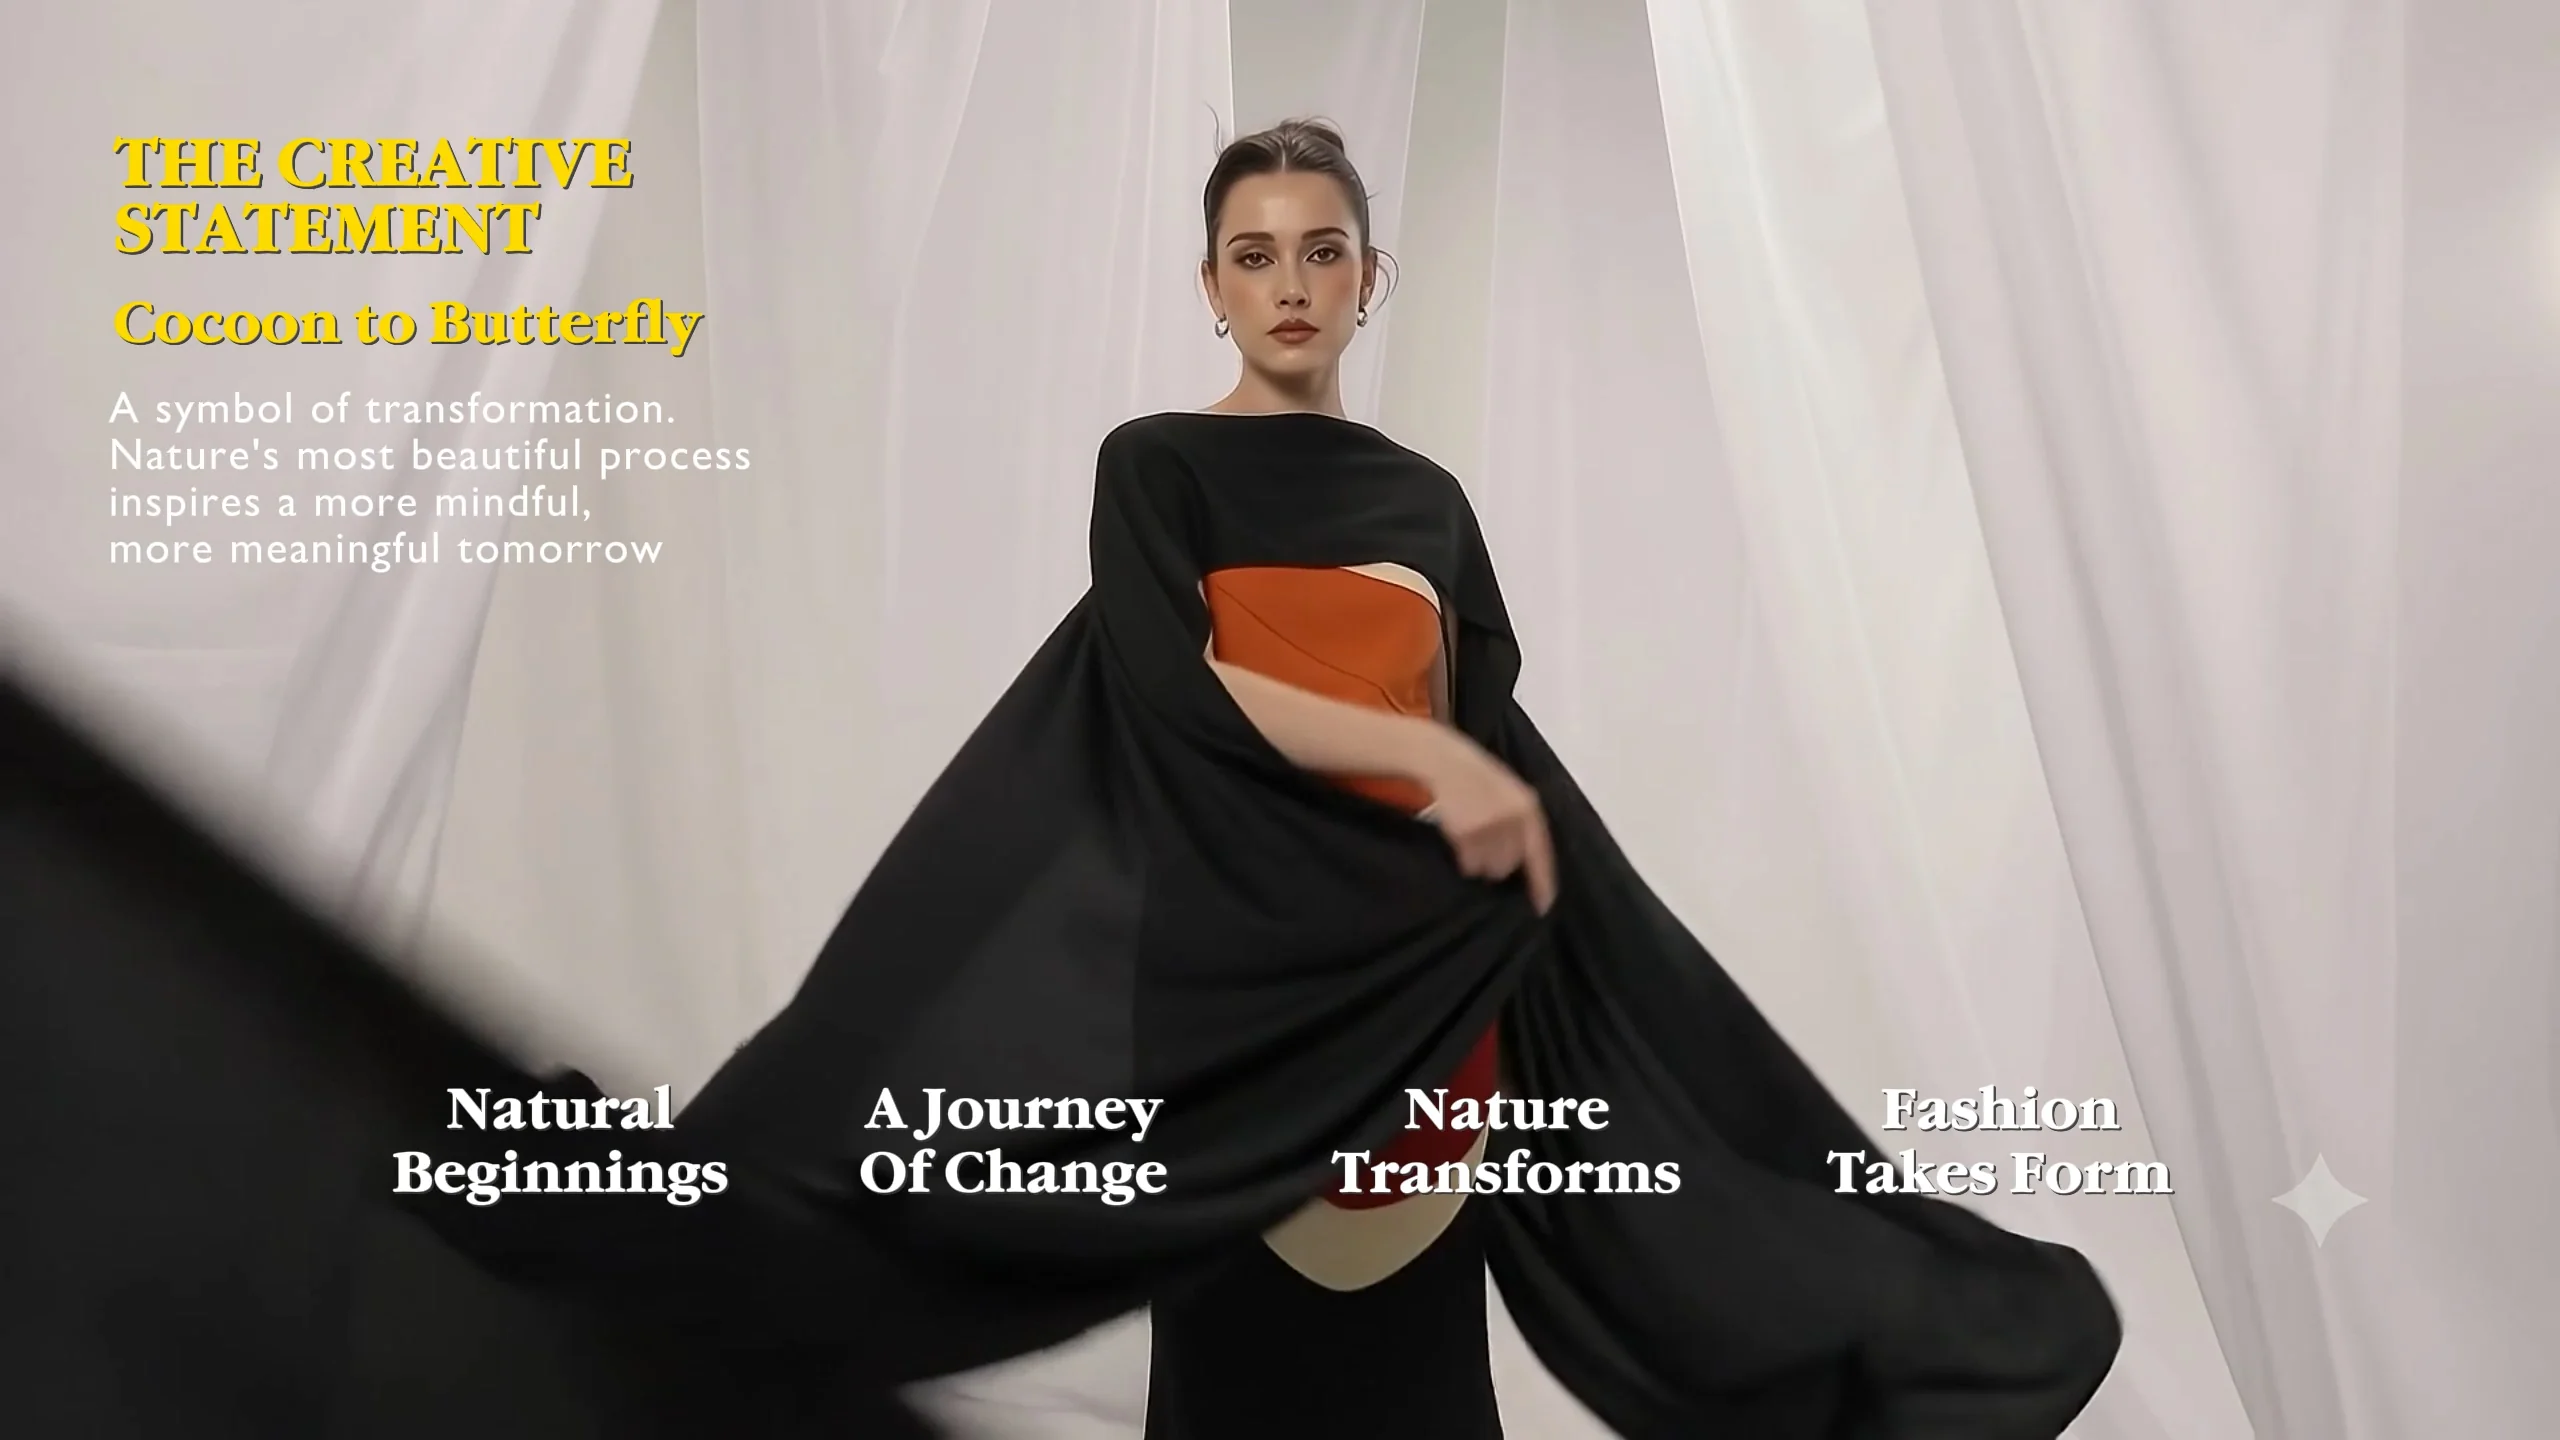 THE CREATIVE
STATEMENT
Cocoon to Butterfly
A symbol of transformation.
Nature's most beautiful process
inspires a more mindful,
more meaningful tomorrow
Natural
Beginnings
A Journey
Of Change
Nature
Transforms
Fashion
Takes Form